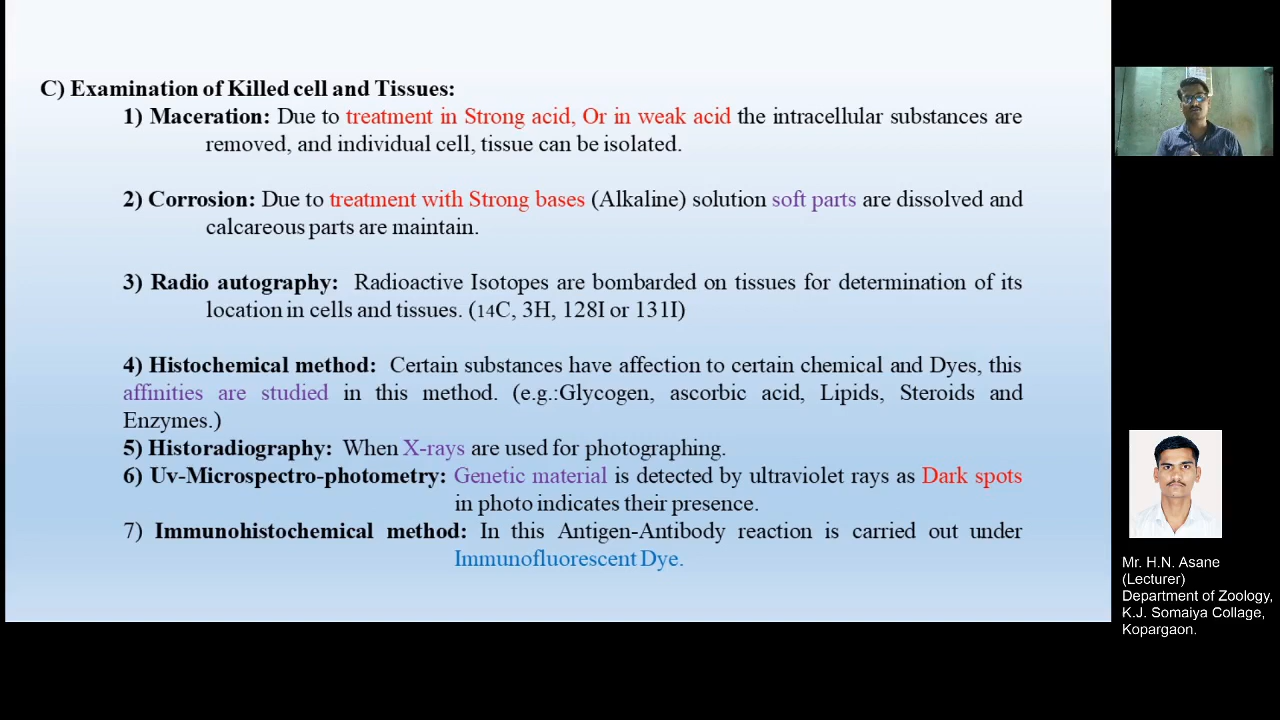 C) Examination of Killed cell and Tissues:
1) Maceration: Due to treatment in Strong acid, Or in weak acid the intracellular substances are
removed, and individual cell, tissue can be isolated.
2) Corrosion: Due to treatment with Strong bases (Alkaline) solution soft parts are dissolved and
calcareous parts are maintain.
3) Radio autography: Radioactive Isotopes are bombarded on tissues for determination of its
location in cells and tissues. (14C, 3H, 128I or 131I)
4) Histochemical method: Certain substances have affection to certain chemical and Dyes, this
affinities are studied in this method. (e.g.:Glycogen, ascorbic acid, Lipids, Steroids and
Enzymes.)
5) Historadiography: When X-rays are used for photographing.
6) Uv-Microspectro-photometry: Genetic material is detected by ultraviolet rays as Dark spots
in photo indicates their presence.
7) Immunohistochemical method: In this Antigen-Antibody reaction is carried out under
Immunofluorescent Dye.
Mr. H.N. Asane
(Lecturer)
Department of Zoology,
K.J. Somaiya Collage,
Kopargaon.